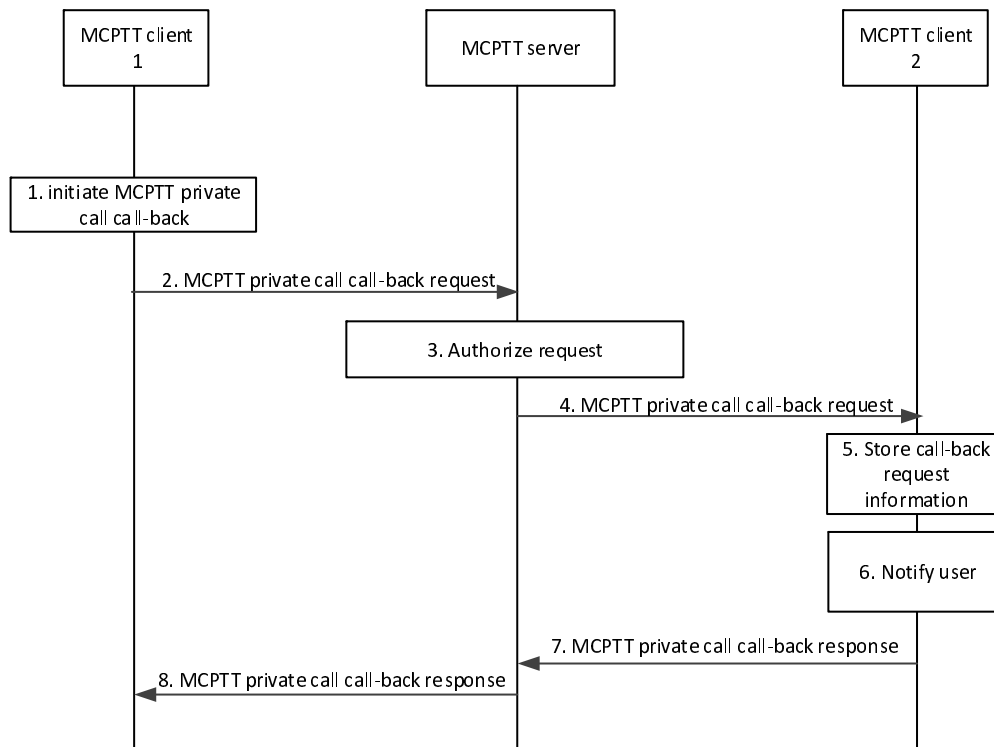 MCPTT client
1
MCPTT server
MCPTT client
2
1. initiate MCPTT private
call call-back
2. MCPTT private call call-back request
3. Authorize request
4. MCPTT private call call-back request
5. Store call-back
request
information
6. Notify user
7. MCPTT private call call-back response
8. MCPTT private call call-back response